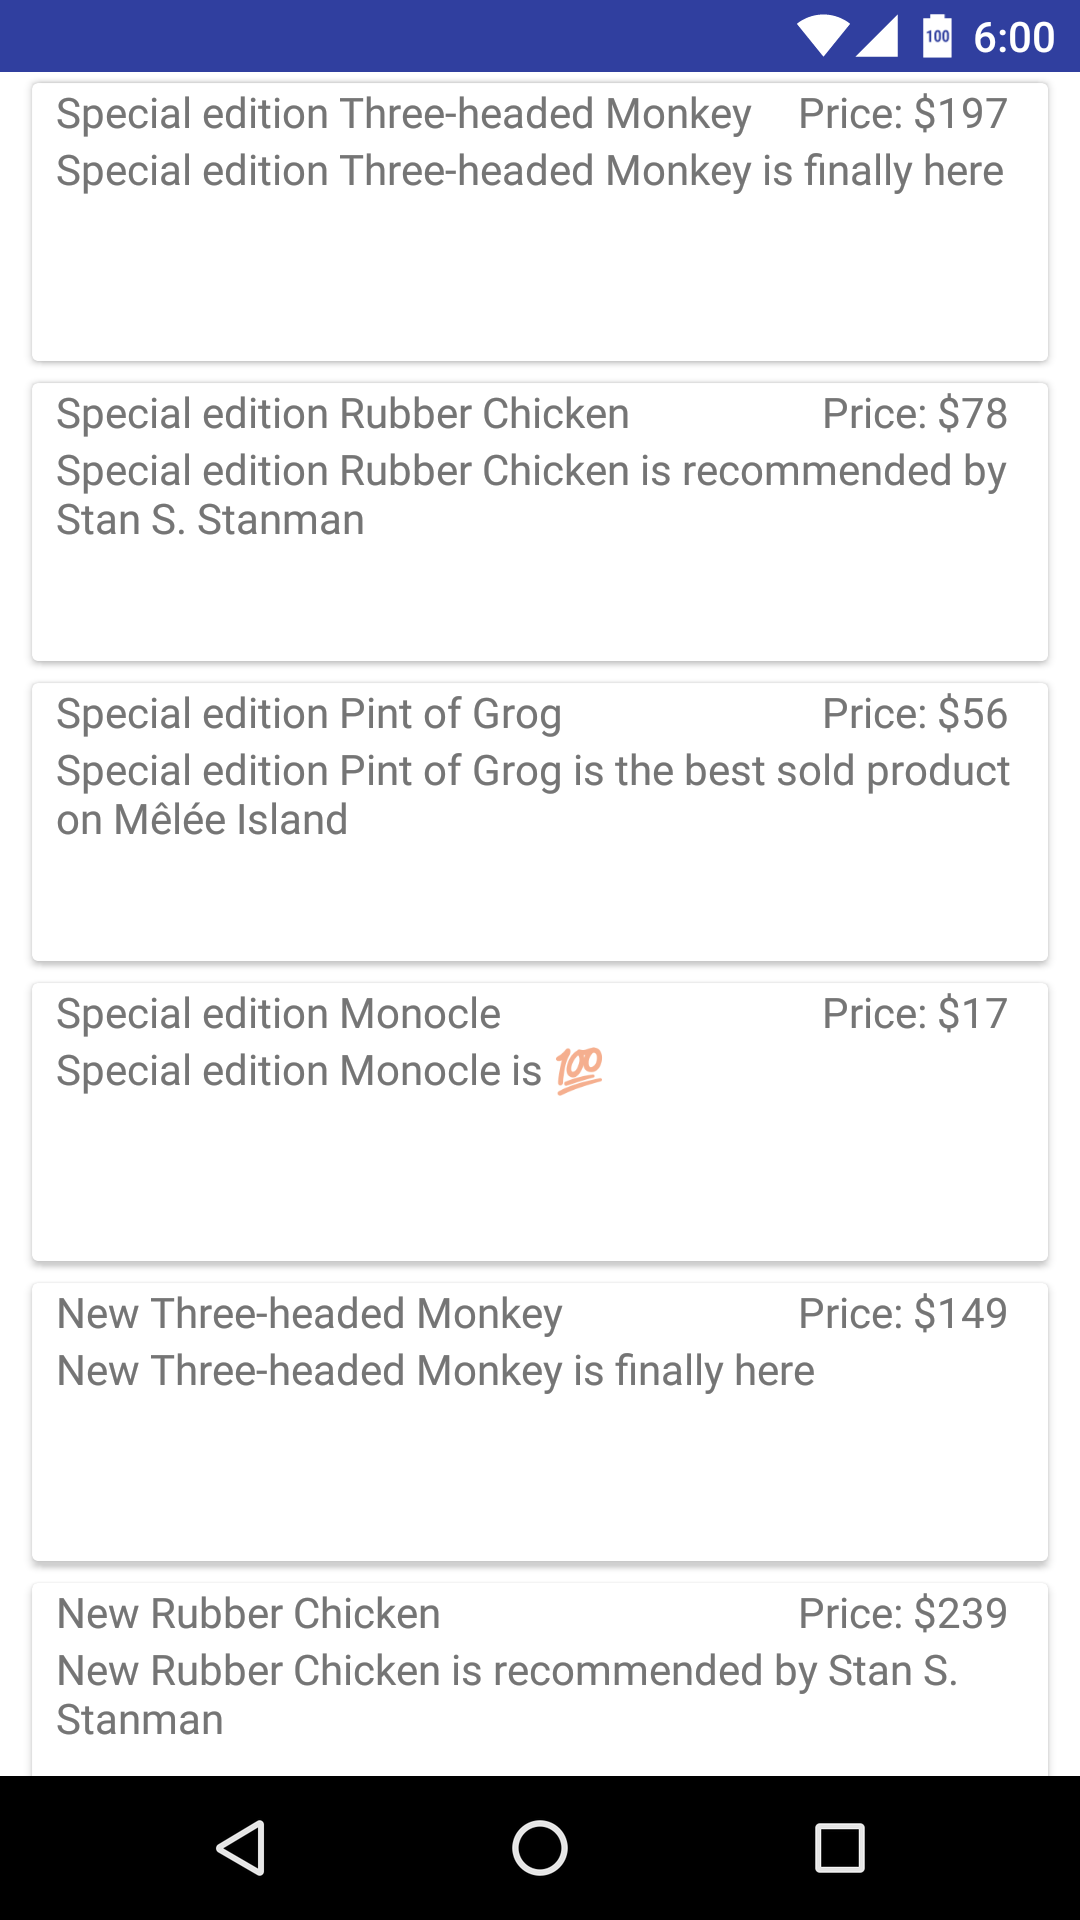 100 6:00
Special edition Three-headed Monkey Price: $197
Special edition Three-headed Monkey is finally here
Special edition Rubber Chicken Price: $78
Special edition Rubber Chicken is recommended by
Stan S. Stanman
Special edition Pint of Grog Price: $56
Special edition Pint of Grog is the best sold product
on Mêlée Island
Special edition Monocle Price: $17
Special edition Monocle is 💯
New Three-headed Monkey Price: $149
New Three-headed Monkey is finally here
New Rubber Chicken Price: $239
New Rubber Chicken is recommended by Stan S.
Stanman